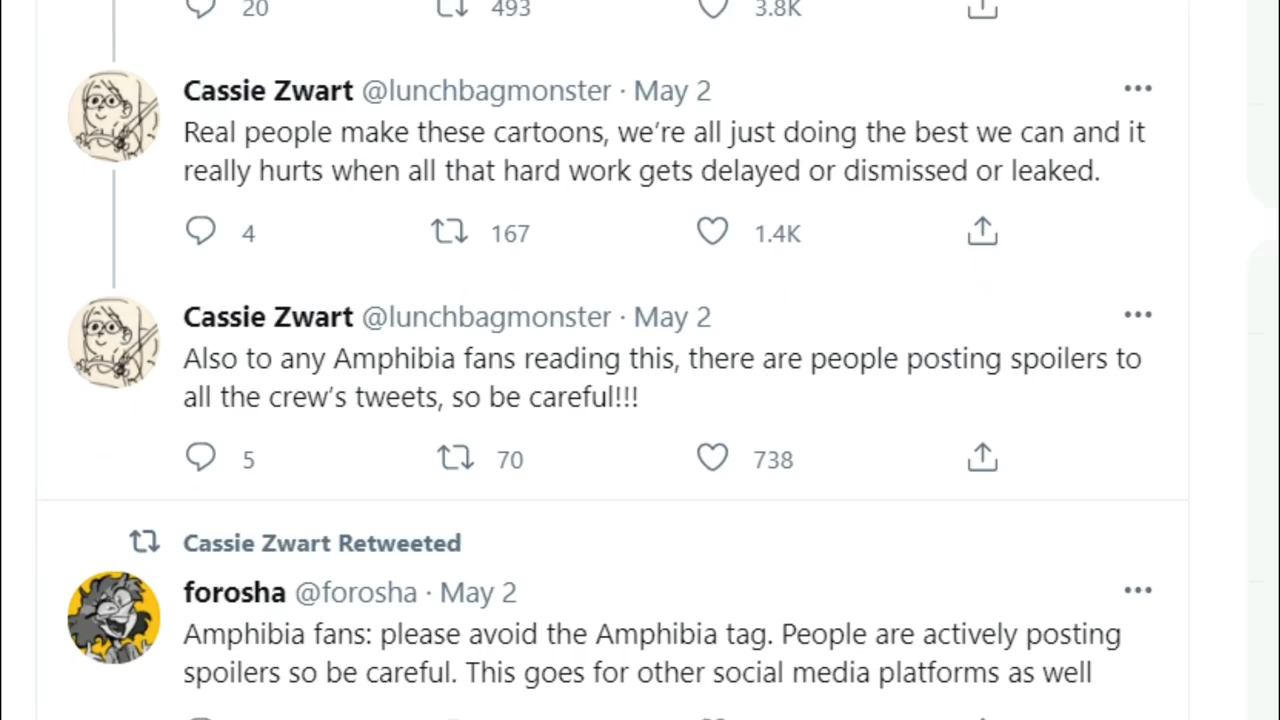 20 493 3.8K
Cassie Zwart @lunchbagmonster · May 2
Real people make these cartoons, we’re all just doing the best we can and it
really hurts when all that hard work gets delayed or dismissed or leaked.
4 167 1.4K
Cassie Zwart @lunchbagmonster · May 2
Also to any Amphibia fans reading this, there are people posting spoilers to
all the crew’s tweets, so be careful!!!
5 70 738
Cassie Zwart Retweeted
forosha @forosha · May 2
Amphibia fans: please avoid the Amphibia tag. People are actively posting
spoilers so be careful. This goes for other social media platforms as well